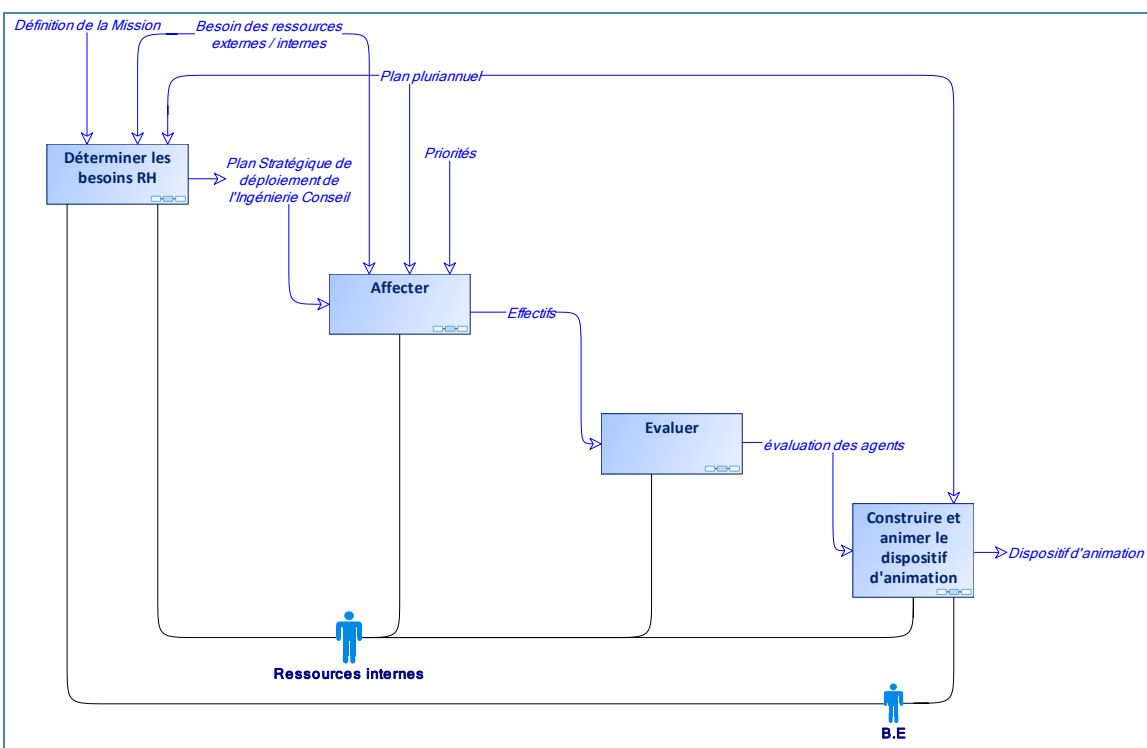 Définition de la Mission
Besoin des ressources
externes / internes
Plan pluriannuel
Priorités
Déterminer les
besoins RH
Plan Stratégique de
déploiement de
l'Ingénierie Conseil
Affecter
Effectifs
Evaluer
évaluation des agents
Construire et
animer le
dispositif
d'animation
Dispositif d'animation
Ressources internes
B.E